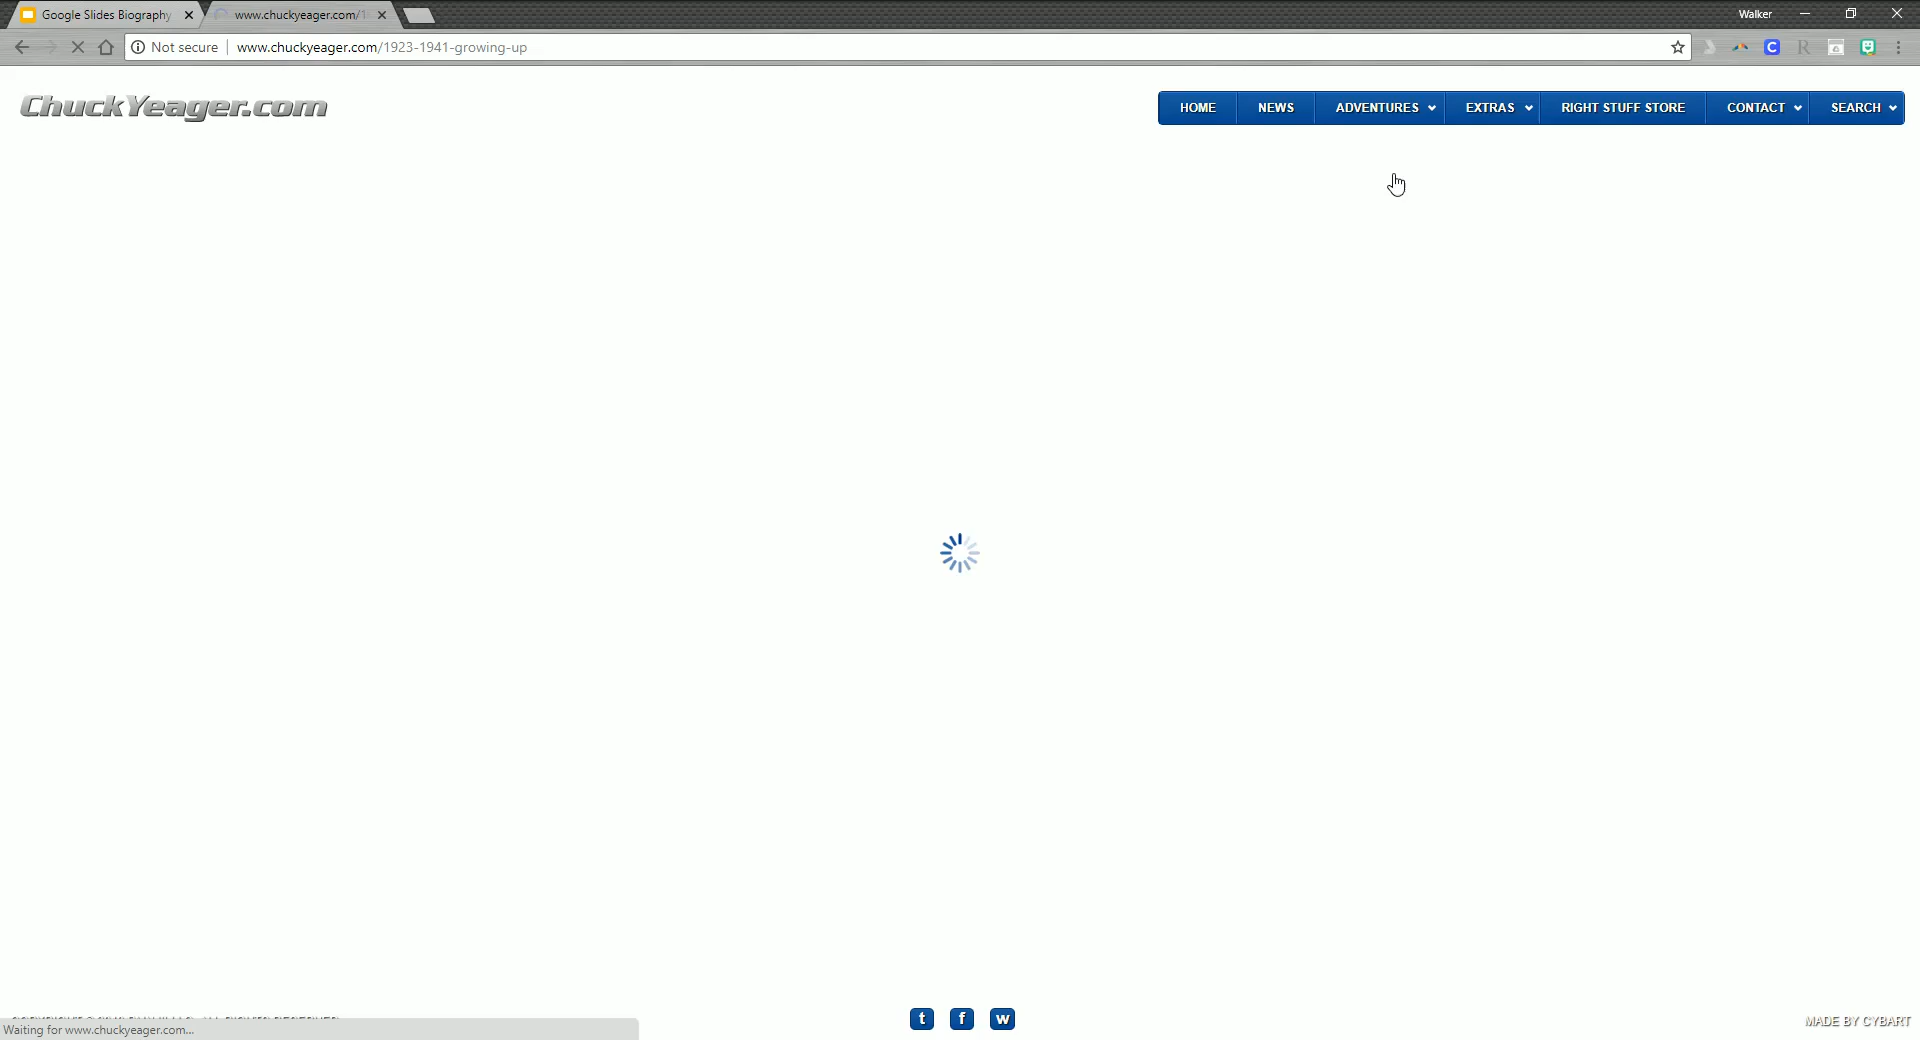 Google Slides Biography
www.chuckyeager.com/1
Walker
Not secure
www.chuckyeager.com/1923-1941-growing-up
ChuckYeager.com
HOME
NEWS
ADVENTURES
EXTRAS
RIGHT STUFF STORE
CONTACT
SEARCH
t
f
w
Waiting for www.chuckyeager.com...
MADE BY CYBART